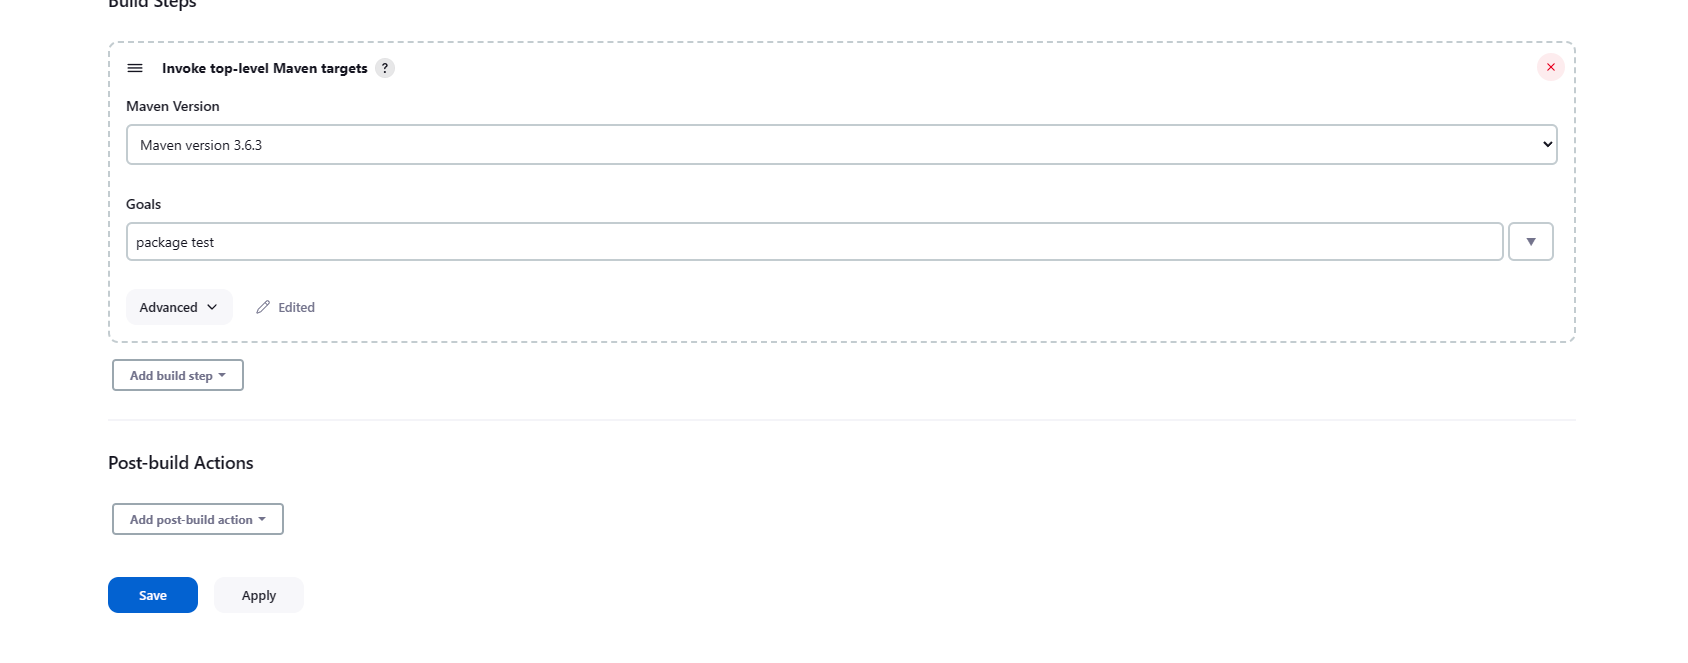 Build Steps
Invoke top-level Maven targets ?
Maven Version
Maven version 3.6.3
Goals
package test
Advanced
Edited
Add build step
Post-build Actions
Add post-build action
Save
Apply